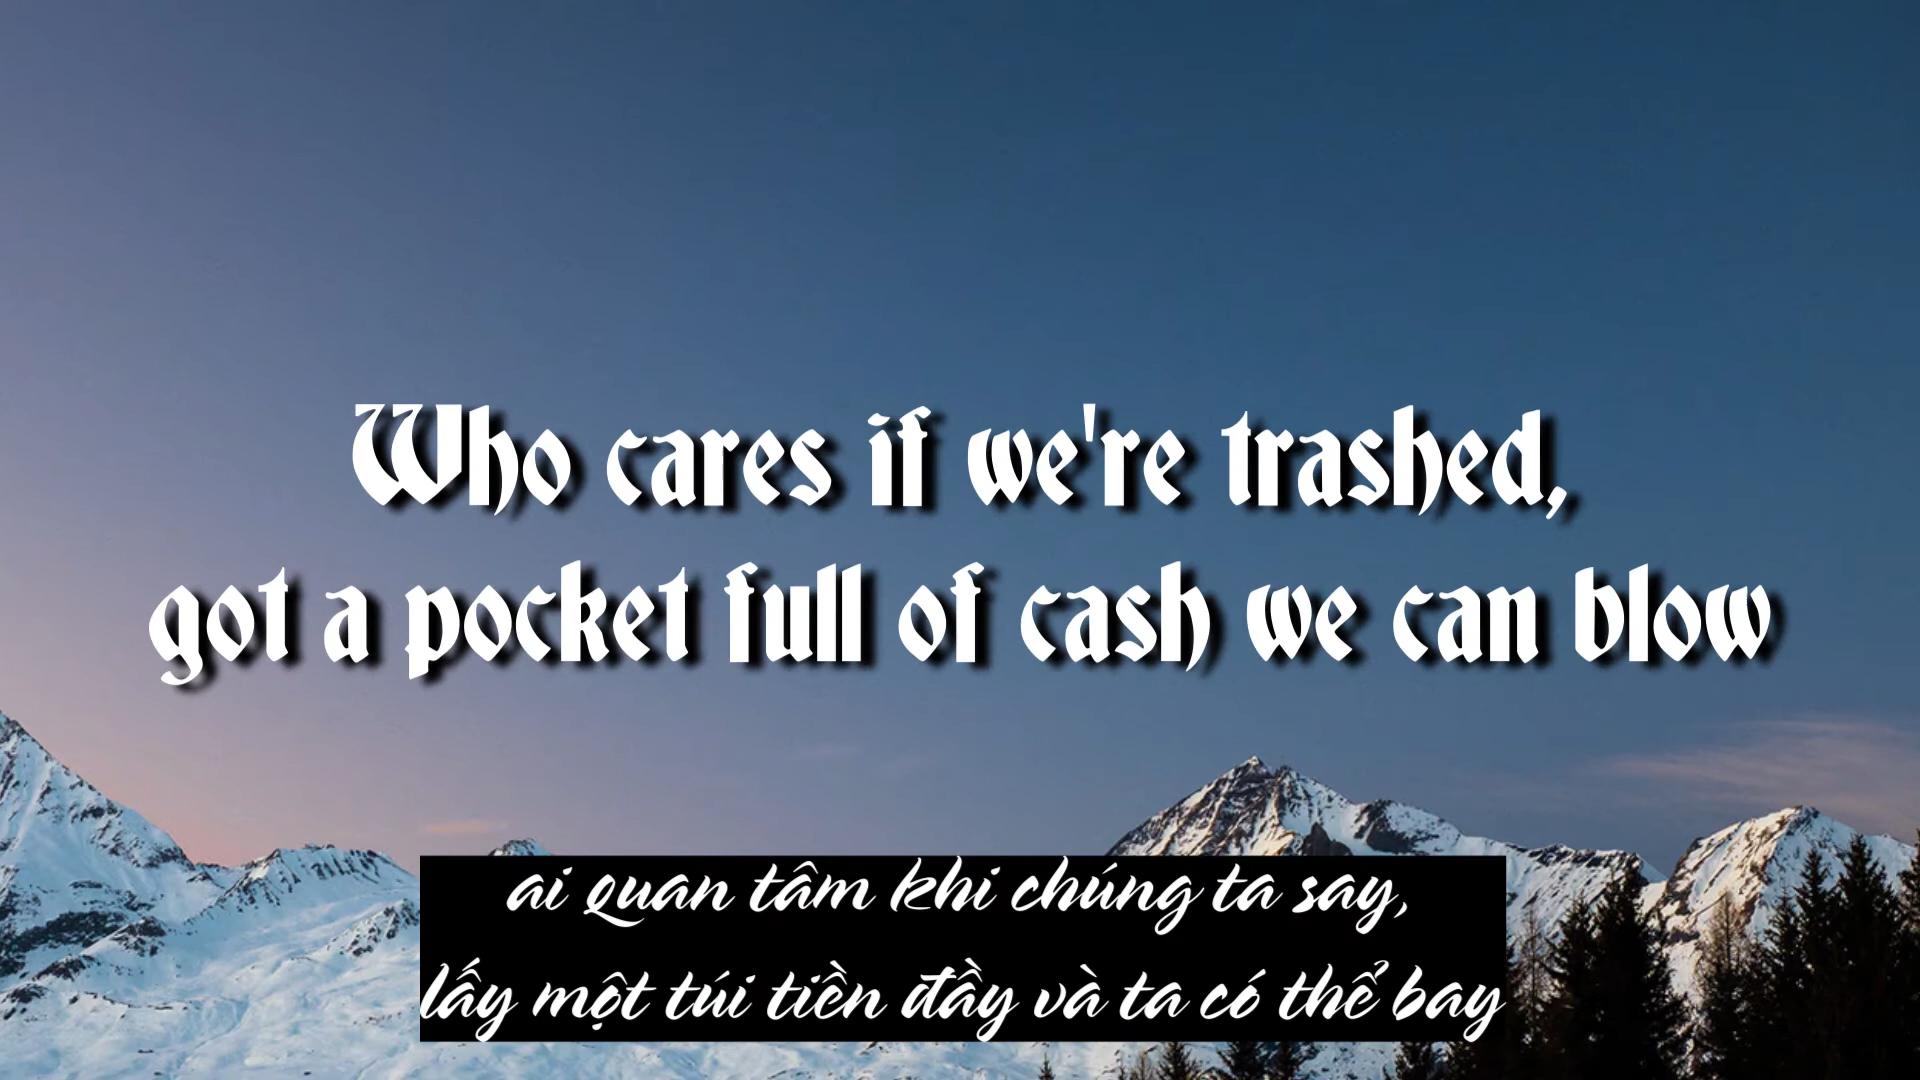 Who cares if we're trashed,
got a pocket full of cash we can blow
ai quan tâm khi chúng ta say,
lấy một túi tiền đầy và ta có thể bay